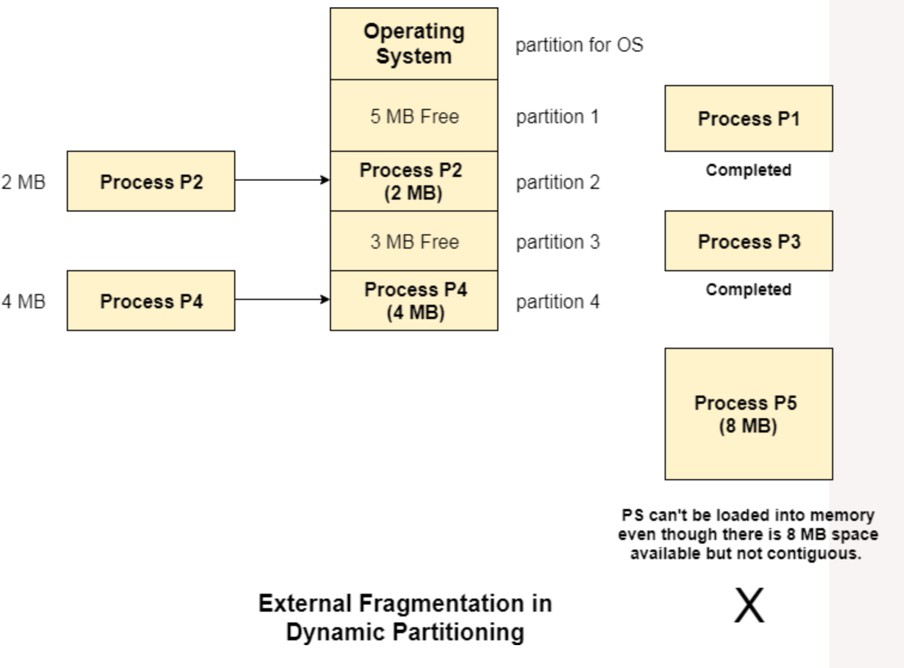 Operating
System
partition for OS
5 MB Free
partition 1
Process P1
Completed
2 MB
Process P2
Process P2
(2 MB)
partition 2
3 MB Free
partition 3
Process P3
Completed
4 MB
Process P4
Process P4
(4 MB)
partition 4
Process P5
(8 MB)
PS can't be loaded into memory
even though there is 8 MB space
available but not contiguous.
X
External Fragmentation in
Dynamic Partitioning